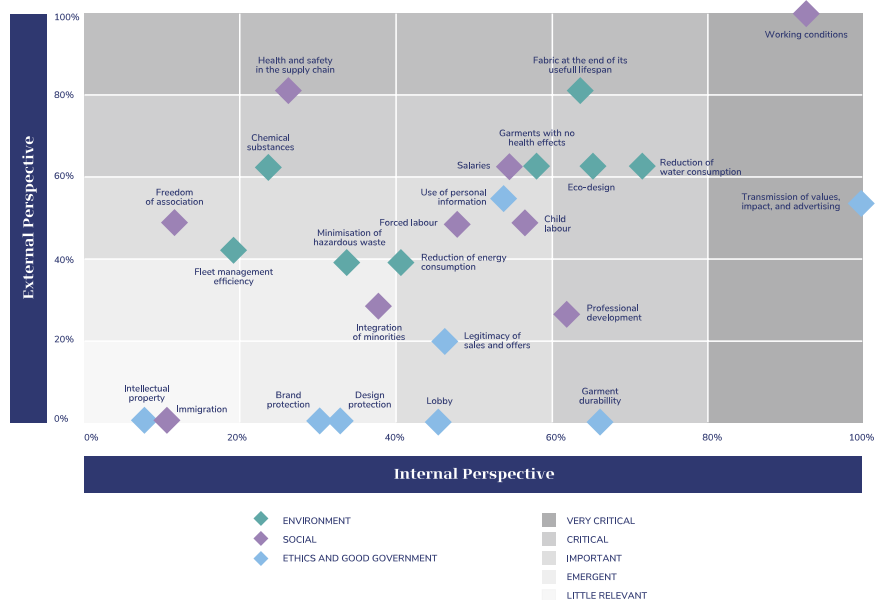 100%
Working conditions
Health and safety
in the supply chain
Fabric at the end of its
usefull lifespan
80%
Chemical
substances
Garments with no
health effects
Salaries
Reduction of
water consumption
60%
Eco-design
Freedom
of association
Use of personal
information
Transmission of values,
impact, and advertising
Forced labour
Child
labour
Minimisation of
hazardous waste
External Perspective
40%
Reduction of energy
consumption
Fleet management
efficiency
Integration
of minorities
Professional
development
20%
Legitimacy of
sales and offers
Intellectual
property
Immigration
Brand
protection
Design
protection
Lobby
Garment
durabillity
0%
0%
20%
40%
60%
80%
100%
Internal Perspective
ENVIRONMENT
SOCIAL
ETHICS AND GOOD GOVERNMENT
VERY CRITICAL
CRITICAL
IMPORTANT
EMERGENT
LITTLE RELEVANT